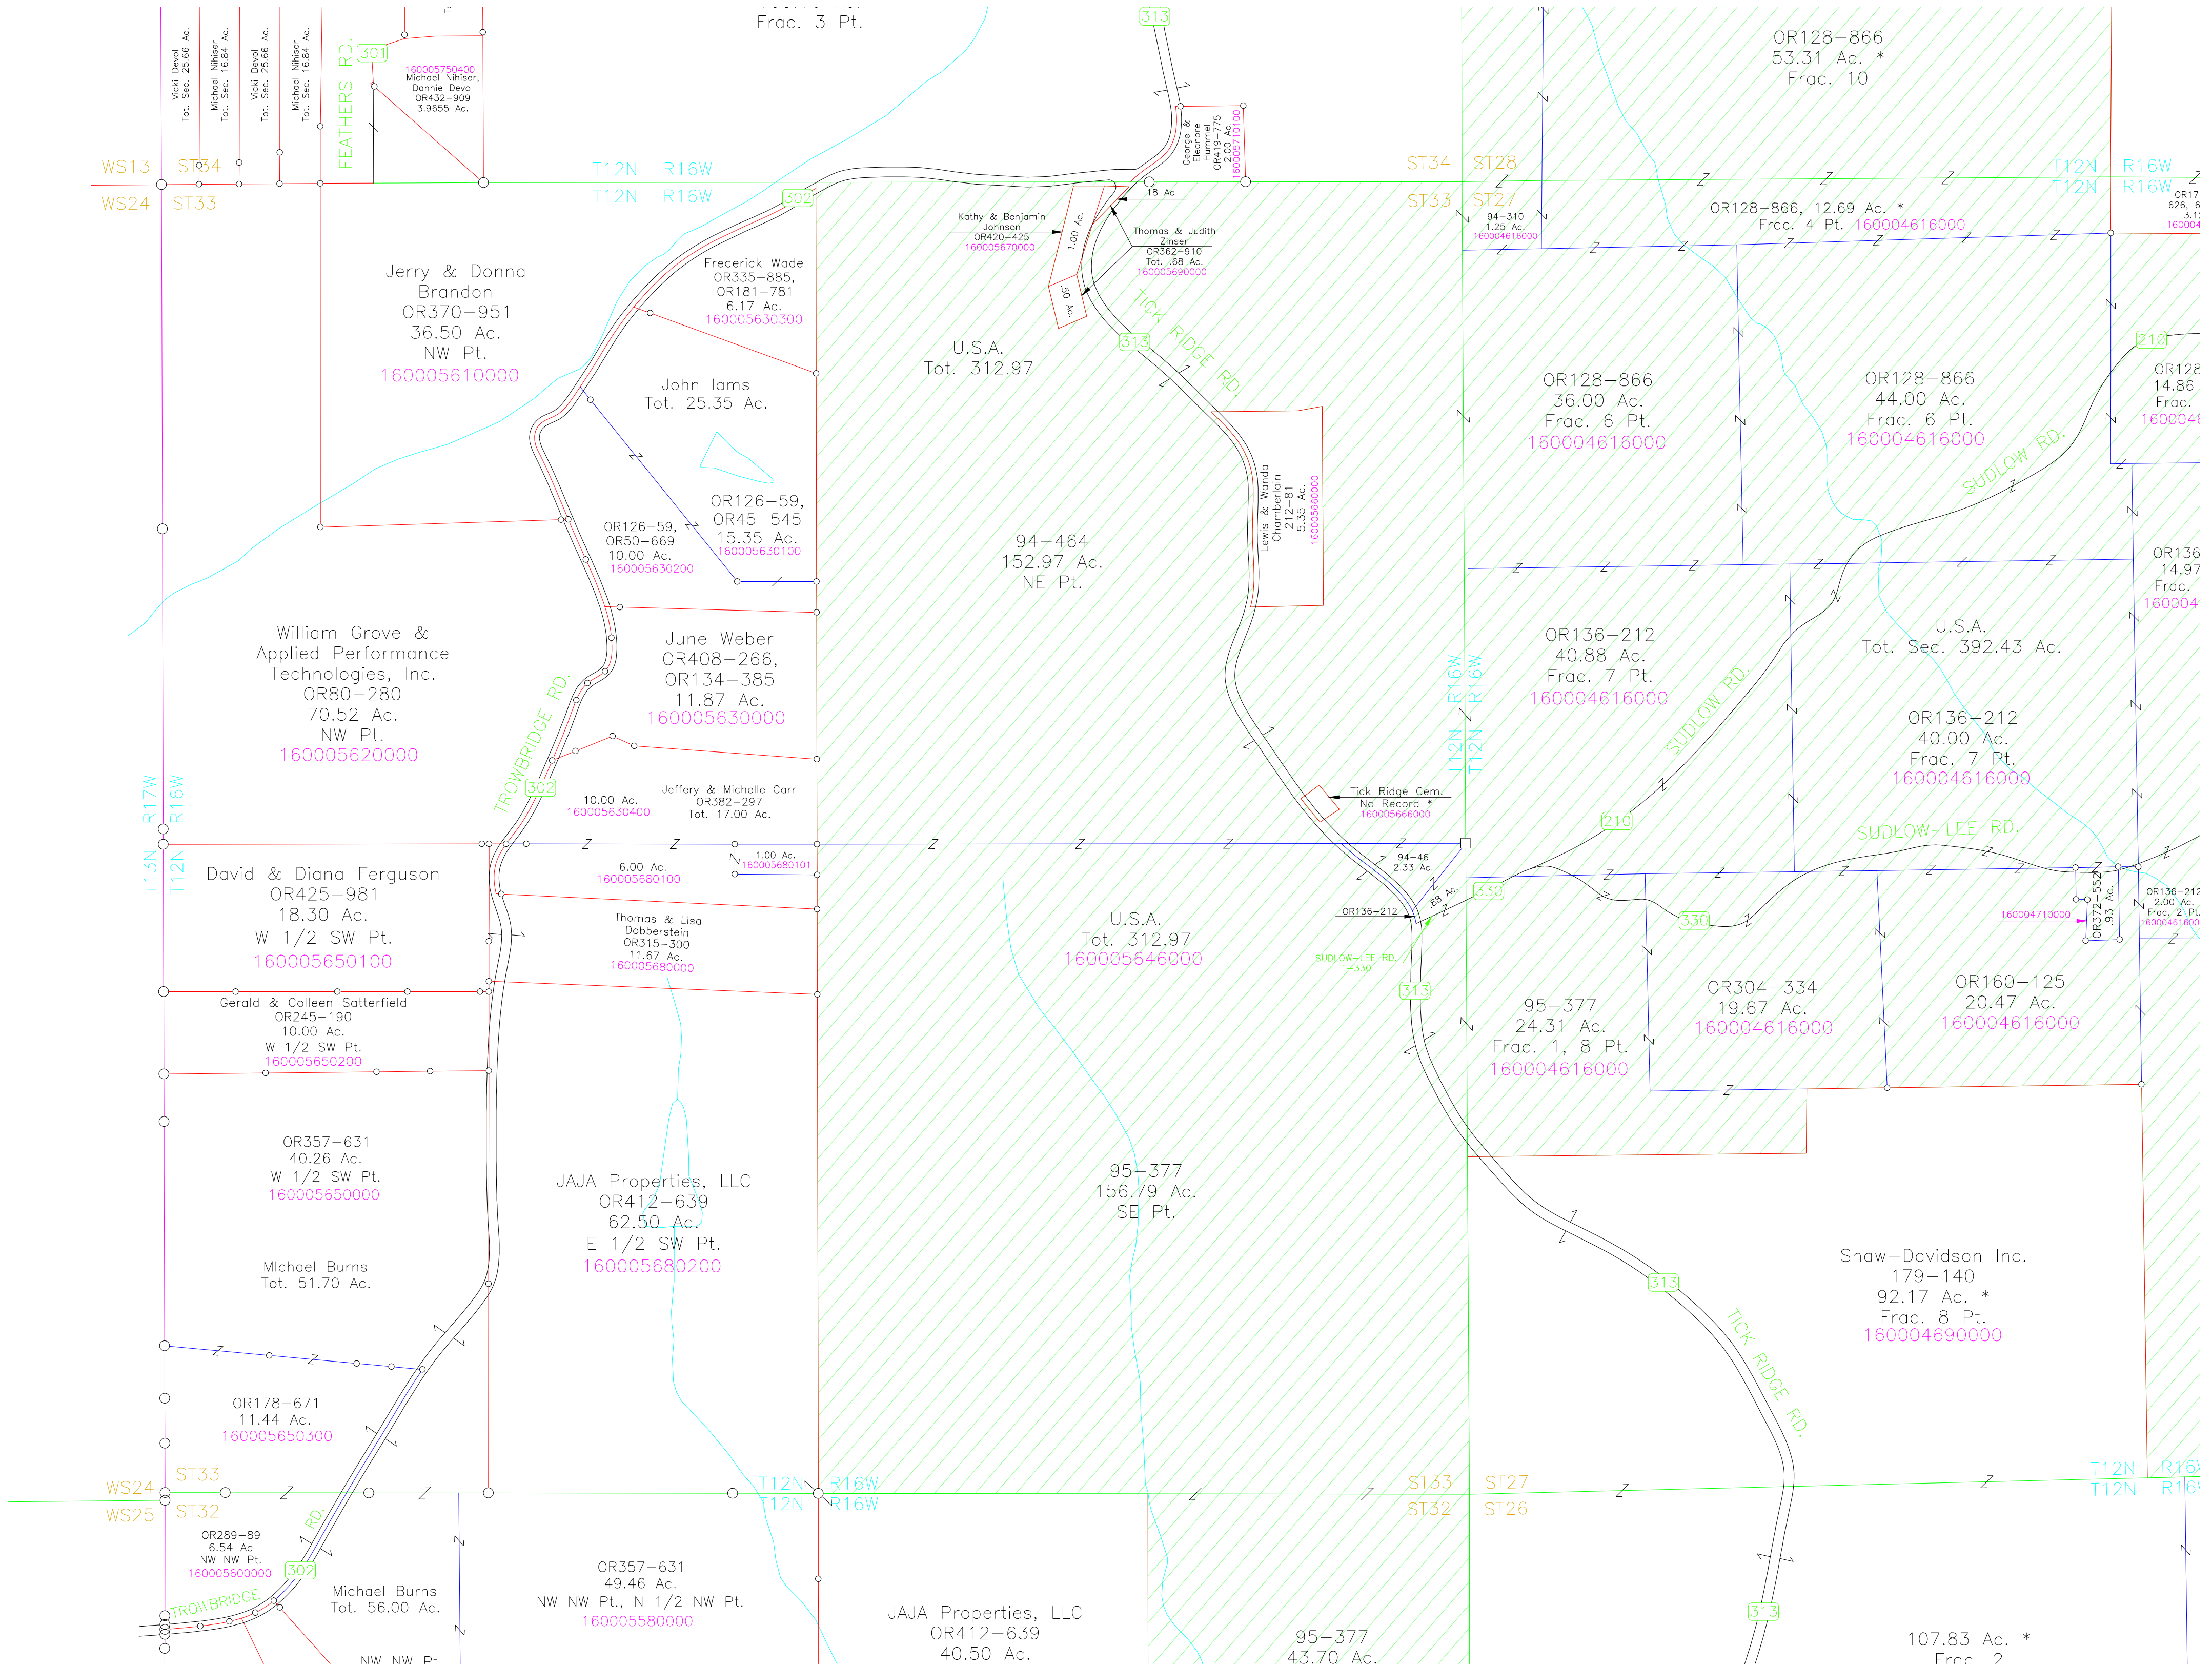 Frac. 3 Pt.
313
Vicki Devol
Tot. Sec. 25.66 Ac.
Michael Nihiser
Tot. Sec. 16.84 Ac.
Vicki Devol
Tot. Sec. 25.66 Ac.
Michael Nihiser
Tot. Sec. 16.84 Ac.
FEATHERS RD.
301
160005750400
Michael Nihiser,
Dannie Devol
OR432-909
3.9655 Ac.
George &
Eleanore
Hummel
OR419-775
2.00 Ac.
160005710100
OR128-866
53.31 Ac. *
Frac. 10
WS13 ST34
WS24 ST33
T12N R16W
T12N R16W
302
ST34 ST28
ST33 ST27
T12N R16W
T12N R16W
.18 Ac.
Kathy & Benjamin
Johnson
OR420-425
160005670000
1.00 Ac.
.50 Ac.
Thomas & Judith
Zinser
OR362-910
Tot. .68 Ac.
160005690000
94-310
1.25 Ac.
160004616000
OR128-866, 12.69 Ac. *
Frac. 4 Pt. 160004616000
Jerry & Donna
Brandon
OR370-951
36.50 Ac.
NW Pt.
160005610000
Frederick Wade
OR335-885,
OR181-781
6.17 Ac.
160005630300
John Iams
Tot. 25.35 Ac.
U.S.A.
Tot. 312.97
TICK RIDGE RD.
313
210
OR128-866
36.00 Ac.
Frac. 6 Pt.
160004616000
OR128-866
44.00 Ac.
Frac. 6 Pt.
160004616000
14.86
Frac.
SUDLOW RD.
OR126-59,
OR50-669
10.00 Ac.
160005630200
OR126-59,
OR45-545
15.35 Ac.
160005630100
94-464
152.97 Ac.
NE Pt.
Lewis & Wanda
Chamberlain
212-81
5.35 Ac.
160005660000
14.97
Frac.
William Grove &
Applied Performance
Technologies, Inc.
OR80-280
70.52 Ac.
NW Pt.
160005620000
June Weber
OR408-266,
OR134-385
11.87 Ac.
160005630000
TROWBRIDGE RD.
302
T12N R16W
T12N R16W
OR136-212
40.88 Ac.
Frac. 7 Pt.
160004616000
SUDLOW RD.
U.S.A.
Tot. Sec. 392.43 Ac.
OR136-212
40.00 Ac.
Frac. 7 Pt.
160004616000
10.00 Ac.
160005630400
Jeffery & Michelle Carr
OR382-297
Tot. 17.00 Ac.
Tick Ridge Cem.
No Record *
160005666000
210
SUDLOW-LEE RD.
T13N R17W
T12N R16W
David & Diana Ferguson
OR425-981
18.30 Ac.
W 1/2 SW Pt.
160005650100
6.00 Ac.
160005680100
1.00 Ac.
160005680101
94-46
2.33 Ac.
.88 Ac.
330
330
OR136-212
Thomas & Lisa
Dobberstein
OR315-300
11.67 Ac.
160005680000
U.S.A.
Tot. 312.97
160005646000
SUDLOW-LEE RD.
T-330
160004710000
OR372-552
.93 Ac.
OR136-212
2.00 Ac.
Frac. 2 Pt.
Gerald & Colleen Satterfield
OR245-190
10.00 Ac.
W 1/2 SW Pt.
160005650200
313
95-377
24.31 Ac.
Frac. 1, 8 Pt.
160004616000
OR304-334
19.67 Ac.
160004616000
OR160-125
20.47 Ac.
160004616000
OR357-631
40.26 Ac.
W 1/2 SW Pt.
160005650000
JAJA Properties, LLC
OR412-639
62.50 Ac.
E 1/2 SW Pt.
160005680200
95-377
156.79 Ac.
SE Pt.
MIchael Burns
Tot. 51.70 Ac.
313
Shaw-Davidson Inc.
179-140
92.17 Ac. *
Frac. 8 Pt.
160004690000
TICK RIDGE RD.
OR178-671
11.44 Ac.
160005650300
WS24 ST33
WS25 ST32
T12N R16W
T12N R16W
ST33 ST27
ST32 ST26
T12N R16W
T12N R16W
OR289-89
6.54 Ac
NW NW Pt.
160005600000
302
TROWBRIDGE RD.
Michael Burns
Tot. 56.00 Ac.
NW NW Pt.
OR357-631
49.46 Ac.
NW NW Pt., N 1/2 NW Pt.
160005580000
JAJA Properties, LLC
OR412-639
40.50 Ac.
95-377
43.70 Ac.
313
107.83 Ac. *
Frac. 2